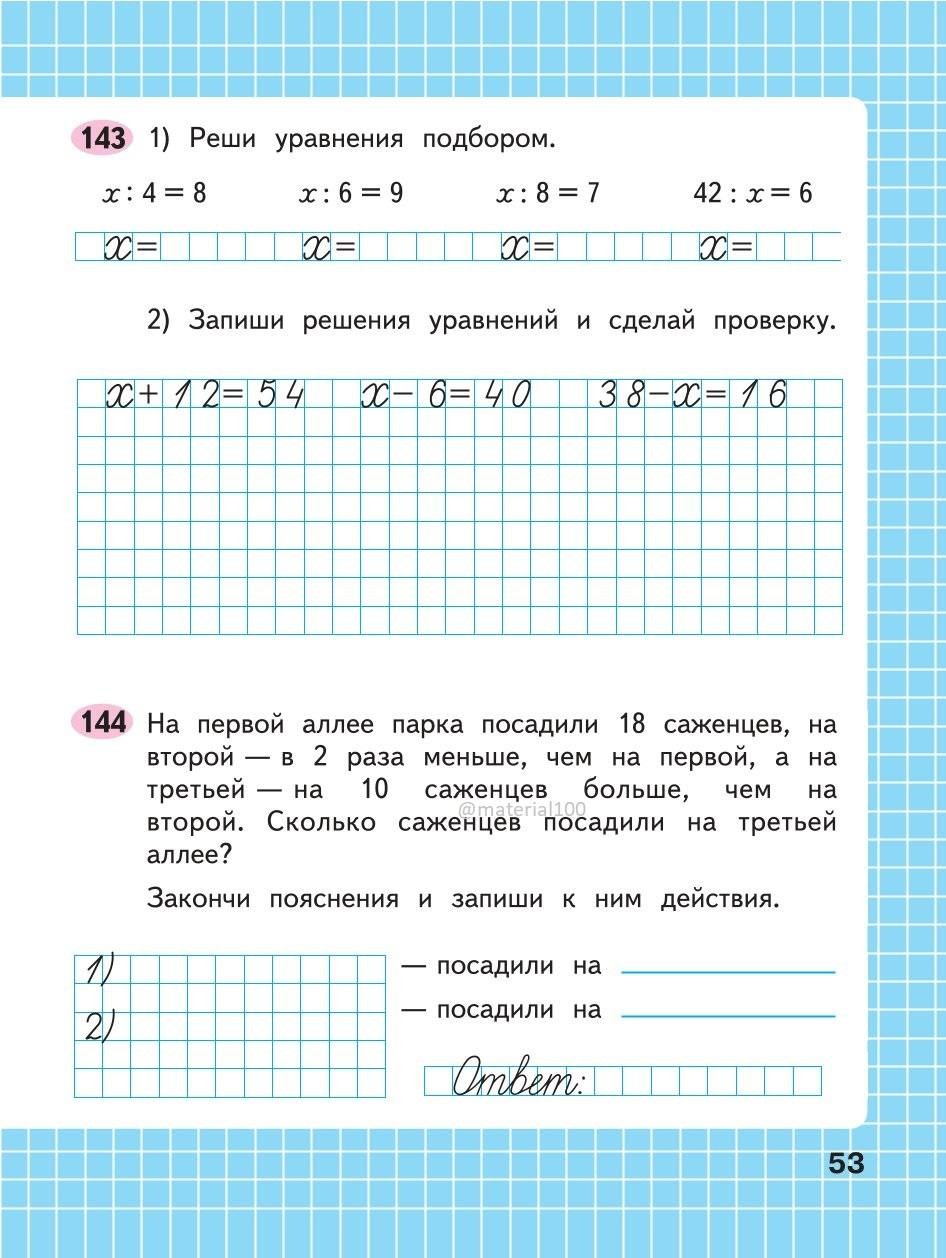 143 1) Реши уравнения подбором.
x : 4 = 8 x : 6 = 9 x : 8 = 7 42 : x = 6
x= x= x= x=
2) Запиши решения уравнений и сделай проверку.
x+12=54 x-6=40 38-x=16
144 На первой аллее парка посадили 18 саженцев, на
второй — в 2 раза меньше, чем на первой, а на
третьей — на 10 саженцев больше, чем на
@material100
второй. Сколько саженцев посадили на третьей
аллее?
Закончи пояснения и запиши к ним действия.
1) — посадили на
2) — посадили на
Ответ:
53